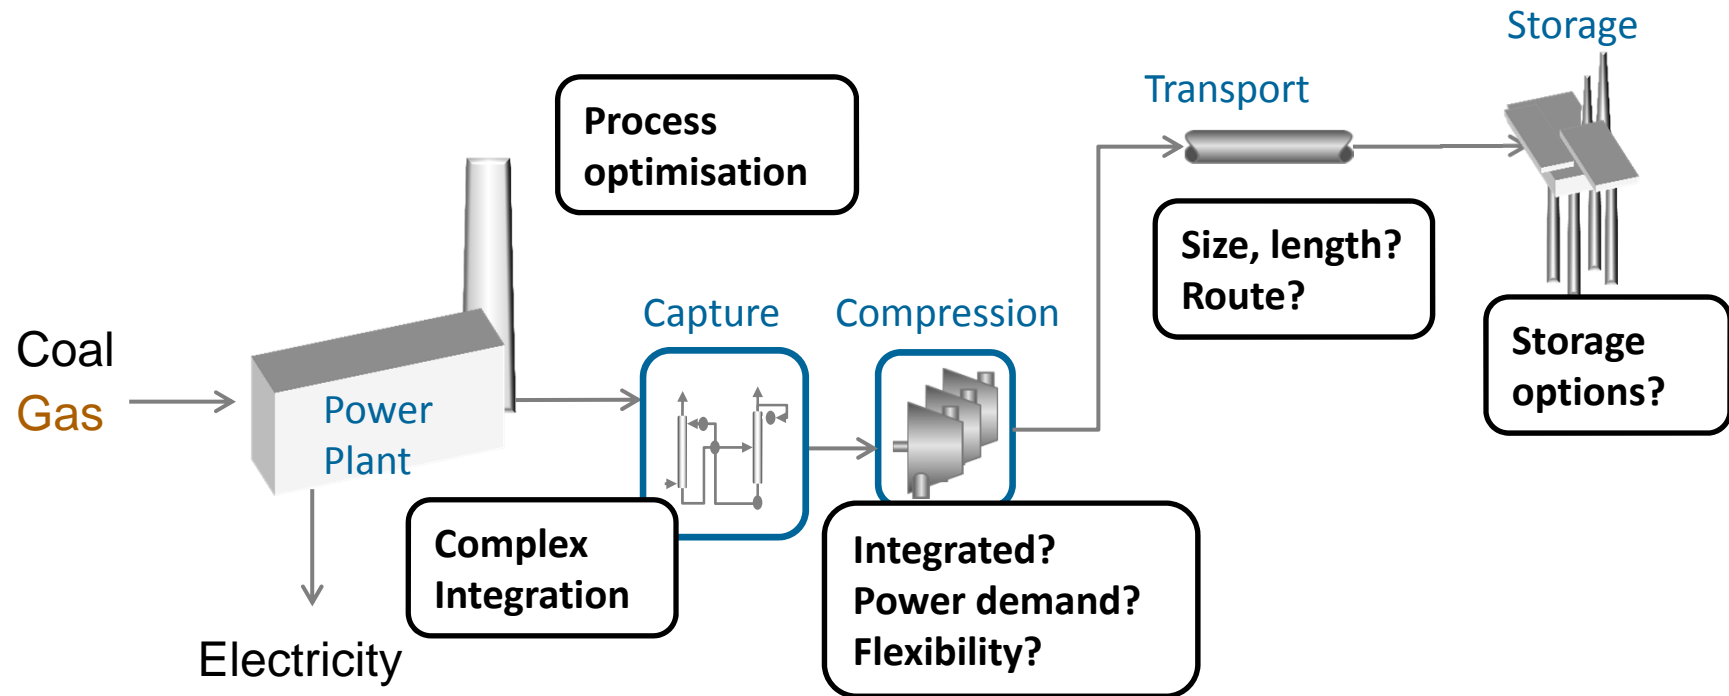 Storage
Transport
Process
optimisation
Size, length?
Route?
Capture
Compression
Storage
options?
Coal
Gas
Power
Plant
Complex
Integration
Integrated?
Power demand?
Flexibility?
Electricity